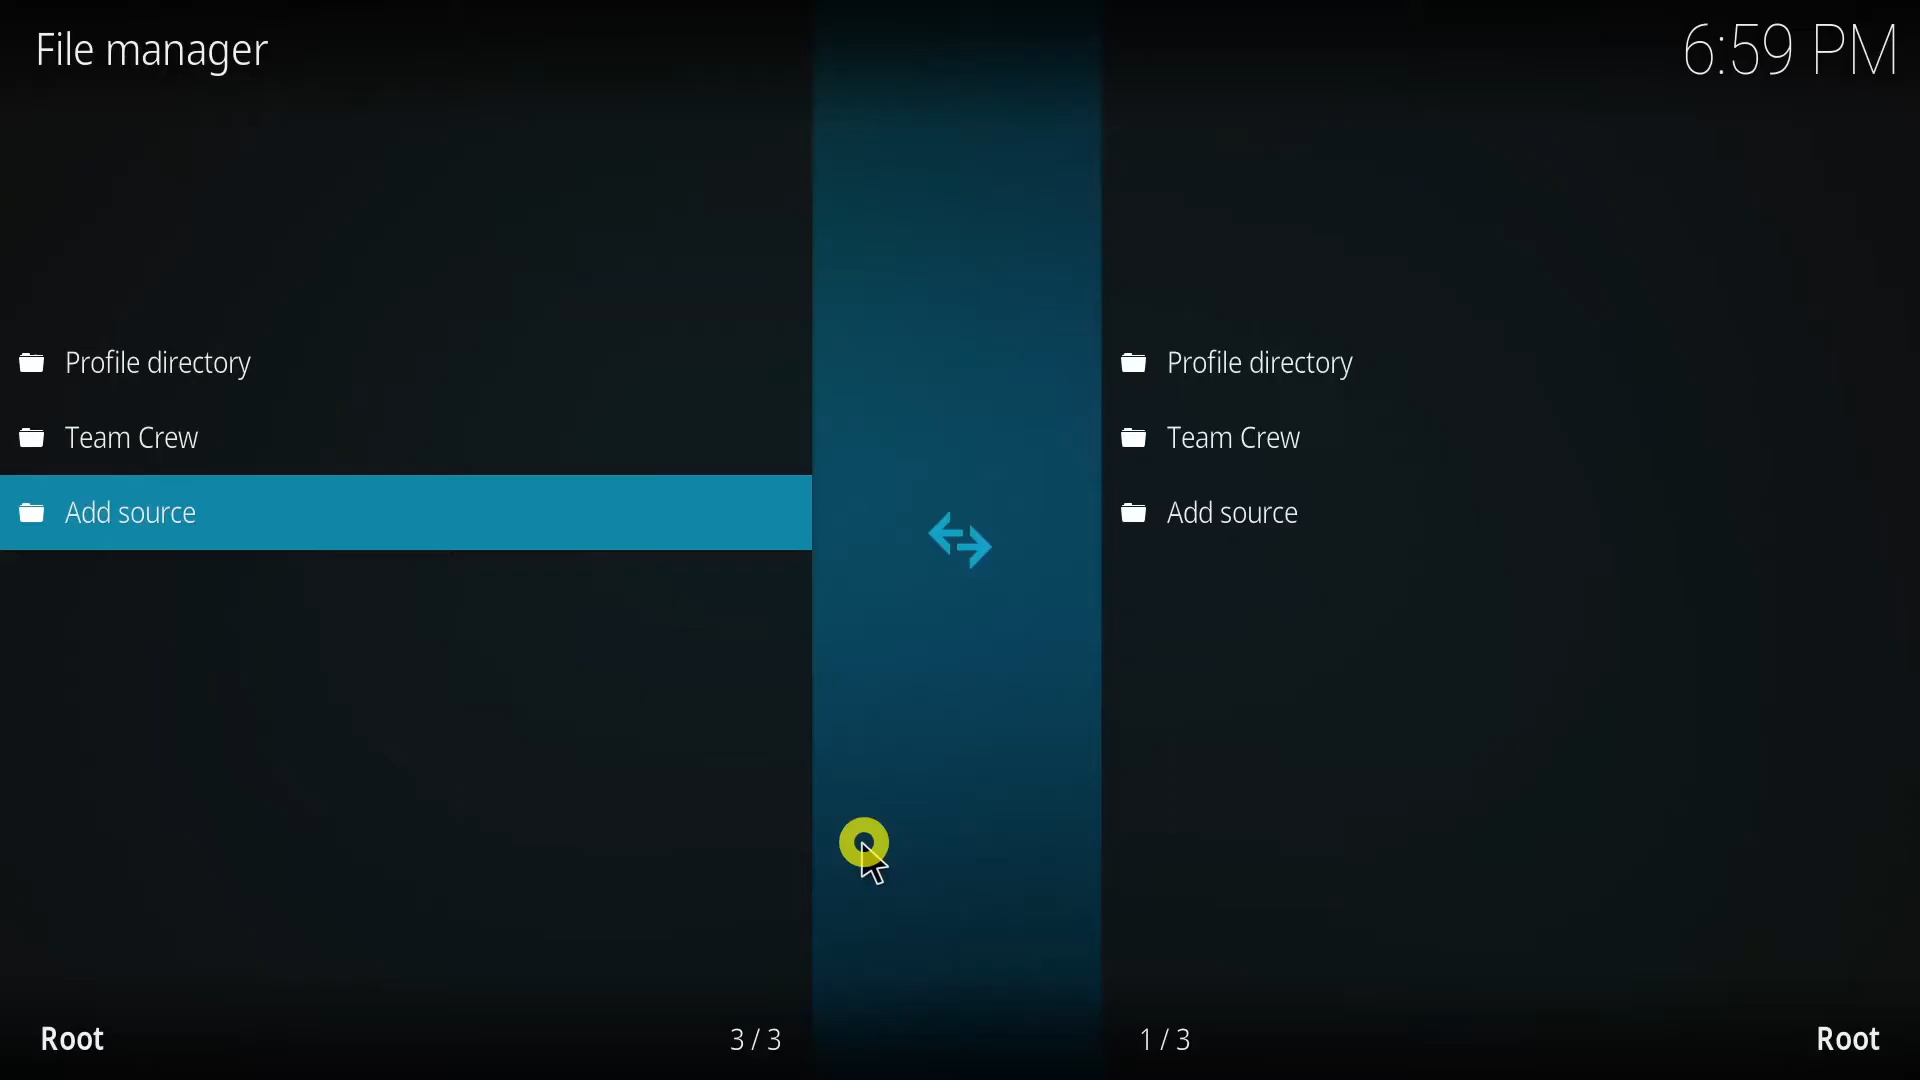 File manager
6:59 PM
Profile directory
Team Crew
Add source
Profile directory
Team Crew
Add source
Root
3 / 3
1 / 3
Root